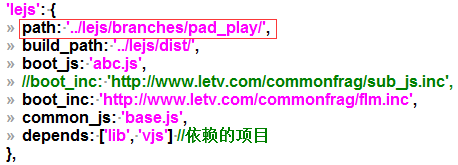 'lejs': {
» path: '../lejs/branches/pad_play/',
» build_path: '../lejs/dist/',
» boot_js: 'abc.js',
» //boot_inc: 'http://www.letv.com/commonfrag/sub_js.inc',
» boot_inc: 'http://www.letv.com/commonfrag/flm.inc',
» common_js: 'base.js',
» depends: ['lib', 'vjs'] //依赖的项目
},